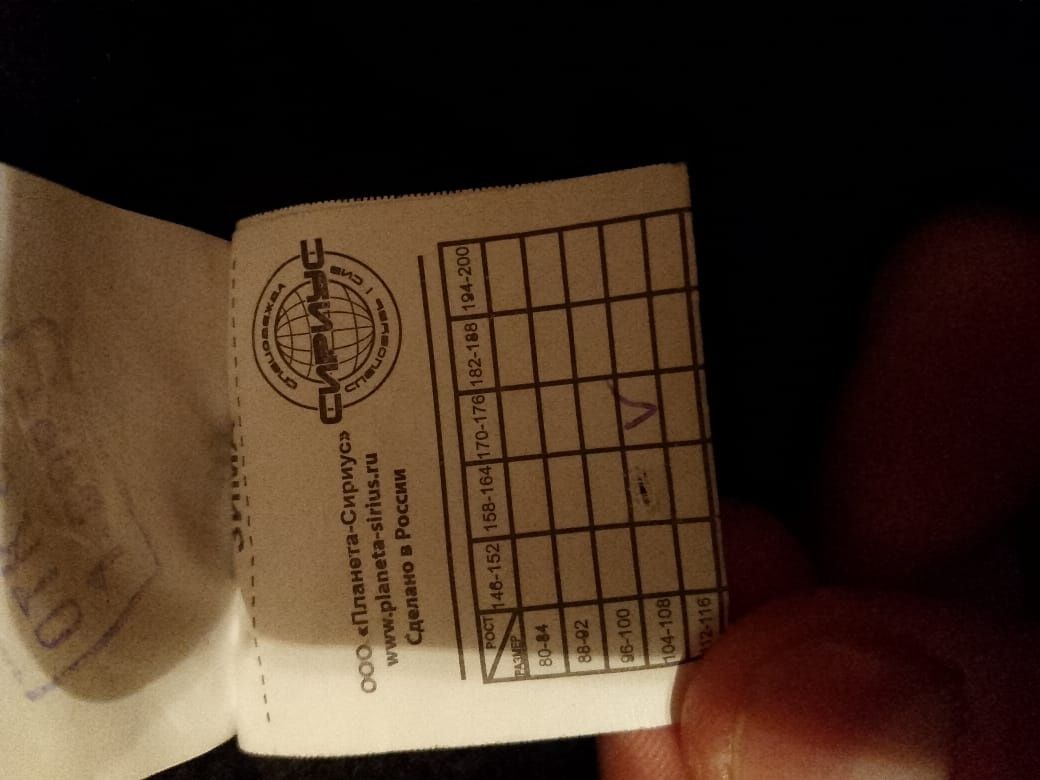 СПЕЦОДЕЖДА
СИРИУС
ООО «Планета-Сириус»
www.planeta-sirius.ru
Сделано в России
РОСТ 146-152 158-164 170-176 182-188 194-200
РАЗМЕР
80-84
88-92
96-100
104-108 V
112-116